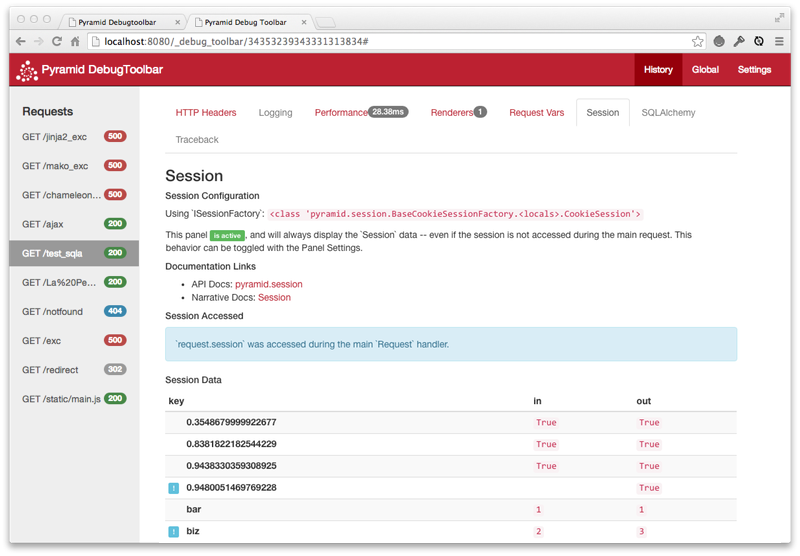 Pyramid Debugtoolbar
Pyramid Debug Toolbar
localhost:8080/_debug_toolbar/34353239343331313834#
Pyramid DebugToolbar
History
Global
Settings
Requests
GET /jinja2_exc 500
GET /mako_exc 500
GET /chameleon... 500
GET /ajax 200
GET /test_sqla 200
GET /La%20Pe... 200
GET /notfound 404
GET /exc 500
GET /redirect 302
GET /static/main.js 200
HTTP Headers
Logging
Performance 28.38ms
Renderers 1
Request Vars
Session
SQLAlchemy
Traceback
Session
Session Configuration
Using `ISessionFactory`: <class 'pyramid.session.BaseCookieSessionFactory.<locals>.CookieSession'>
This panel is active, and will always display the `Session` data -- even if the session is not accessed during the main request. This
behavior can be toggled with the Panel Settings.
Documentation Links
• API Docs: pyramid.session
• Narrative Docs: Session
Session Accessed
`request.session` was accessed during the main `Request` handler.
Session Data
key in out
0.3548679999922677 True True
0.8381822182544229 True True
0.9438330359308925 True True
! 0.9480051469769228 True
bar 1 1
! biz 2 3